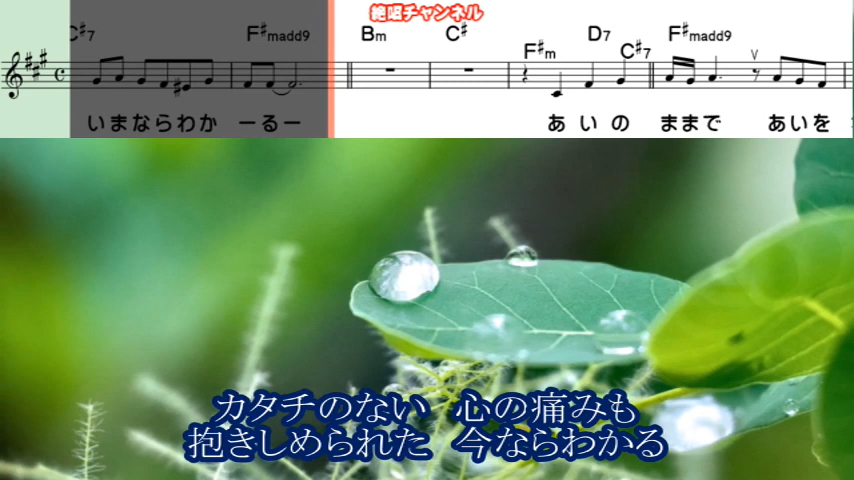 絶唱チャンネル
C#7 F#madd9 Bm C# F#m D7 C#7 F#madd9
いまならわか ーるー あ い の ままで あいを
カタチのない 心の痛みも
抱きしめられた 今ならわかる